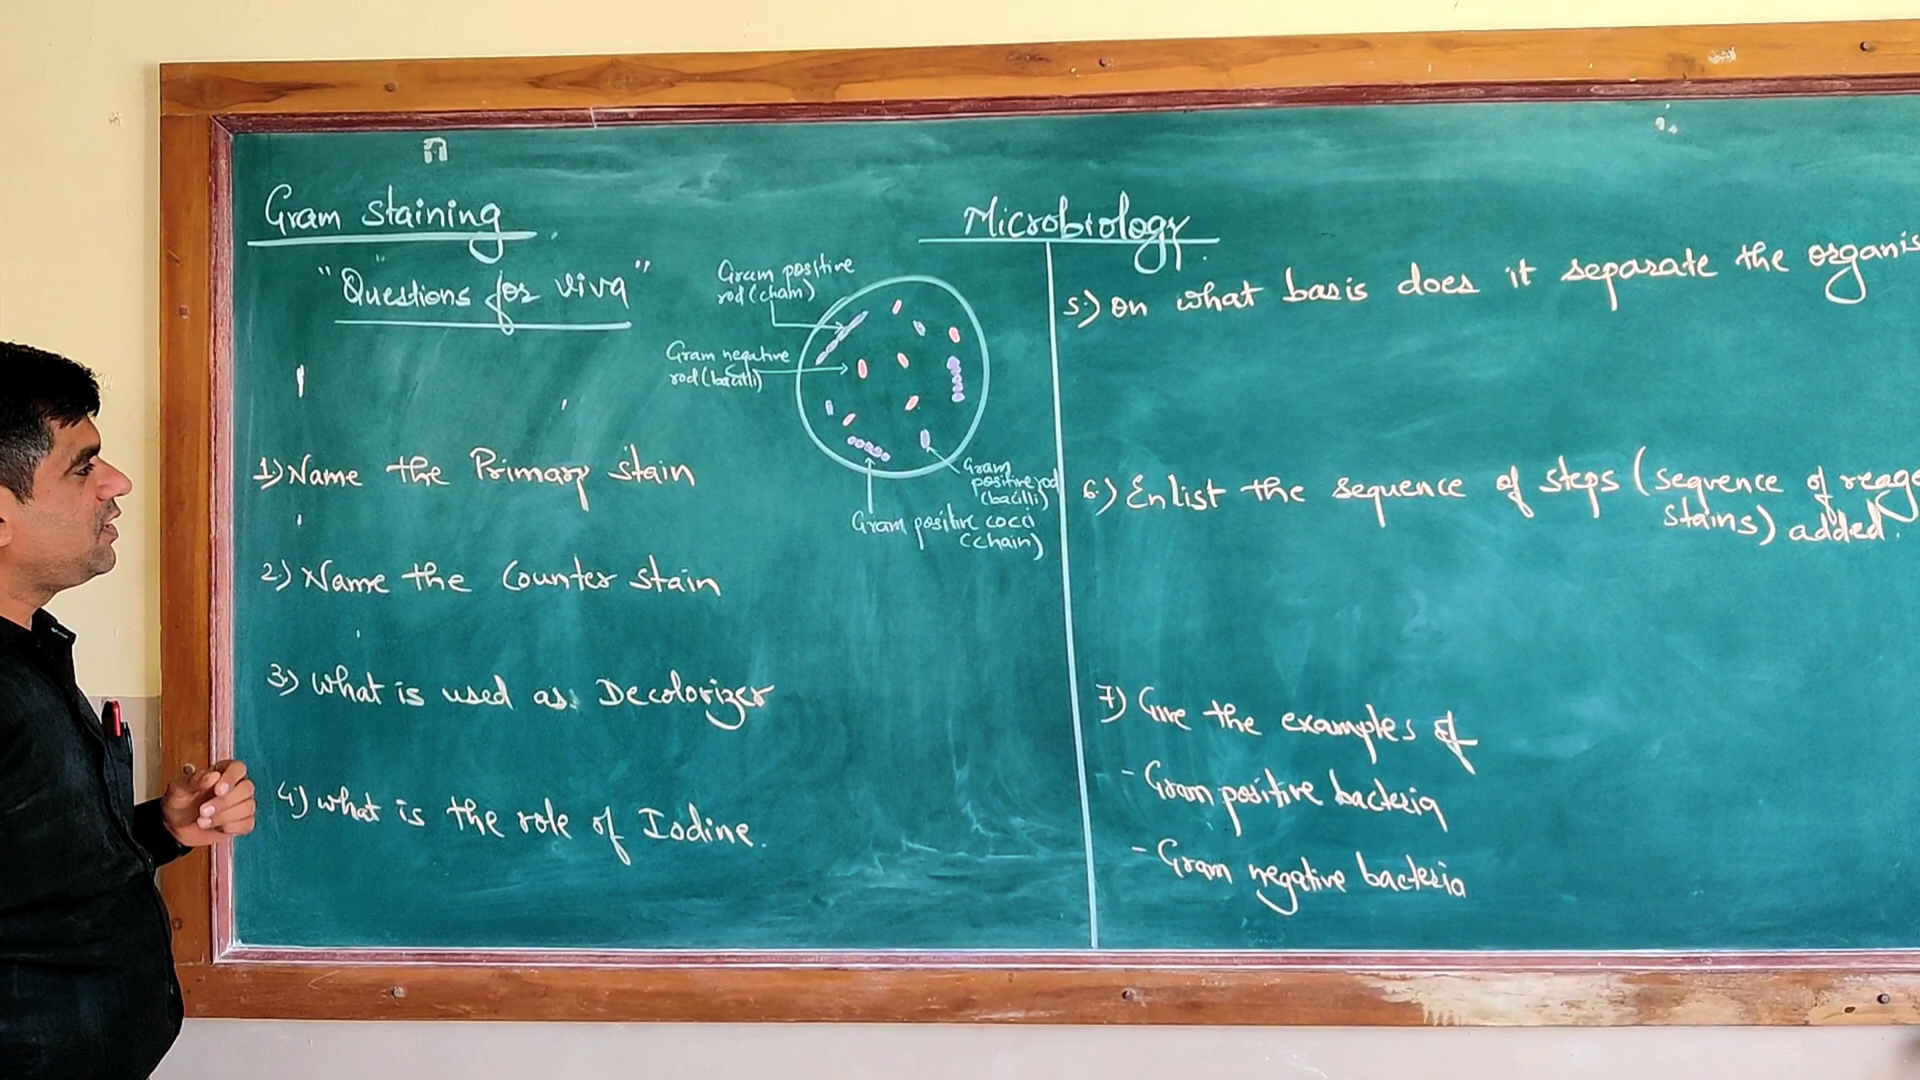 Gram staining
Microbiology
"Questions for viva"
Gram positive
rod (chain)
Gram negative
rod (bacilli)
Gram
positive rod
(bacilli)
Gram positive cocci
(chain)
1) Name the Primary stain
2) Name the Counter stain
3) What is used as Decolorizer
4) What is the role of Iodine.
5) On what basis does it separate the organis
6) Enlist the sequence of steps (sequence of reage
stains) added.
7) Give the examples of
- Gram positive bacteria
- Gram negative bacteria